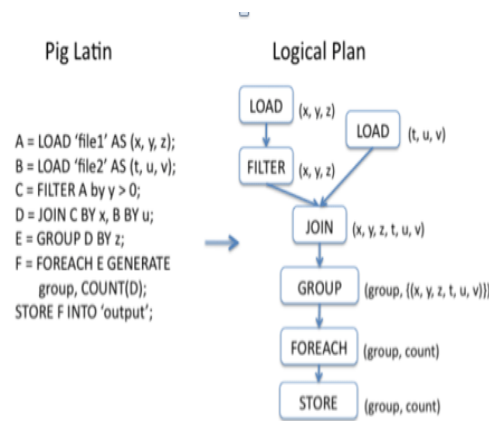 Pig Latin
A = LOAD 'file1' AS (x, y, z);
B = LOAD 'file2' AS (t, u, v);
C = FILTER A by y > 0;
D = JOIN C BY x, B BY u;
E = GROUP D BY z;
F = FOREACH E GENERATE
group, COUNT(D);
STORE F INTO 'output';
Logical Plan
LOAD (x, y, z)
LOAD (t, u, v)
FILTER (x, y, z)
JOIN (x, y, z, t, u, v)
GROUP (group, {(x, y, z, t, u, v)})
FOREACH (group, count)
STORE (group, count)